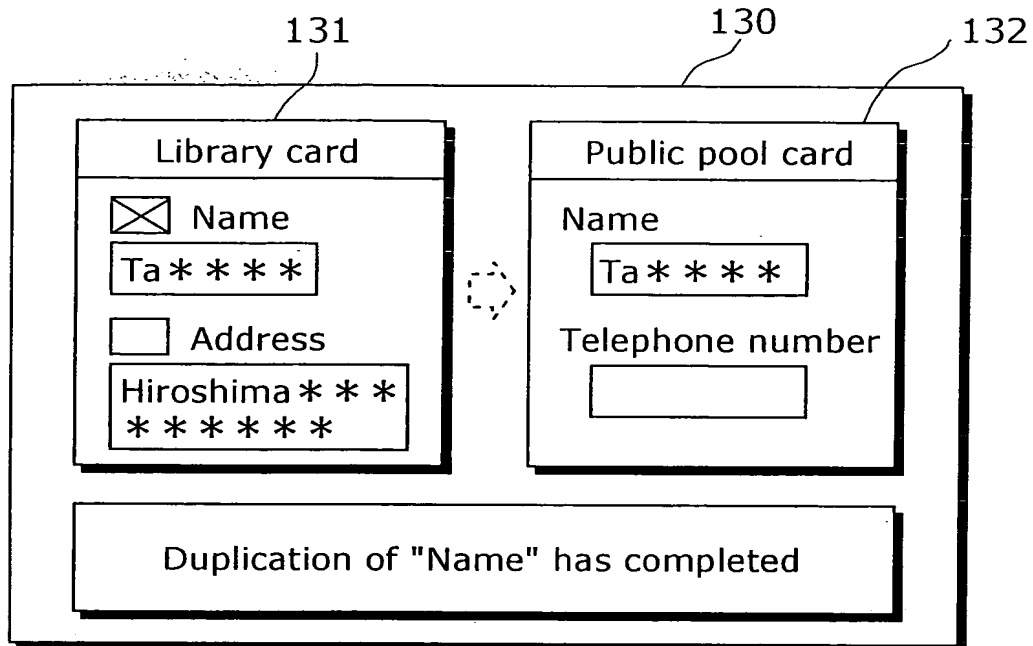 131
130
132
Library card
Name
Ta＊＊＊＊
Address
Hiroshima＊＊＊
＊＊＊＊＊＊
Public pool card
Name
Ta＊＊＊＊
Telephone number
Duplication of "Name" has completed